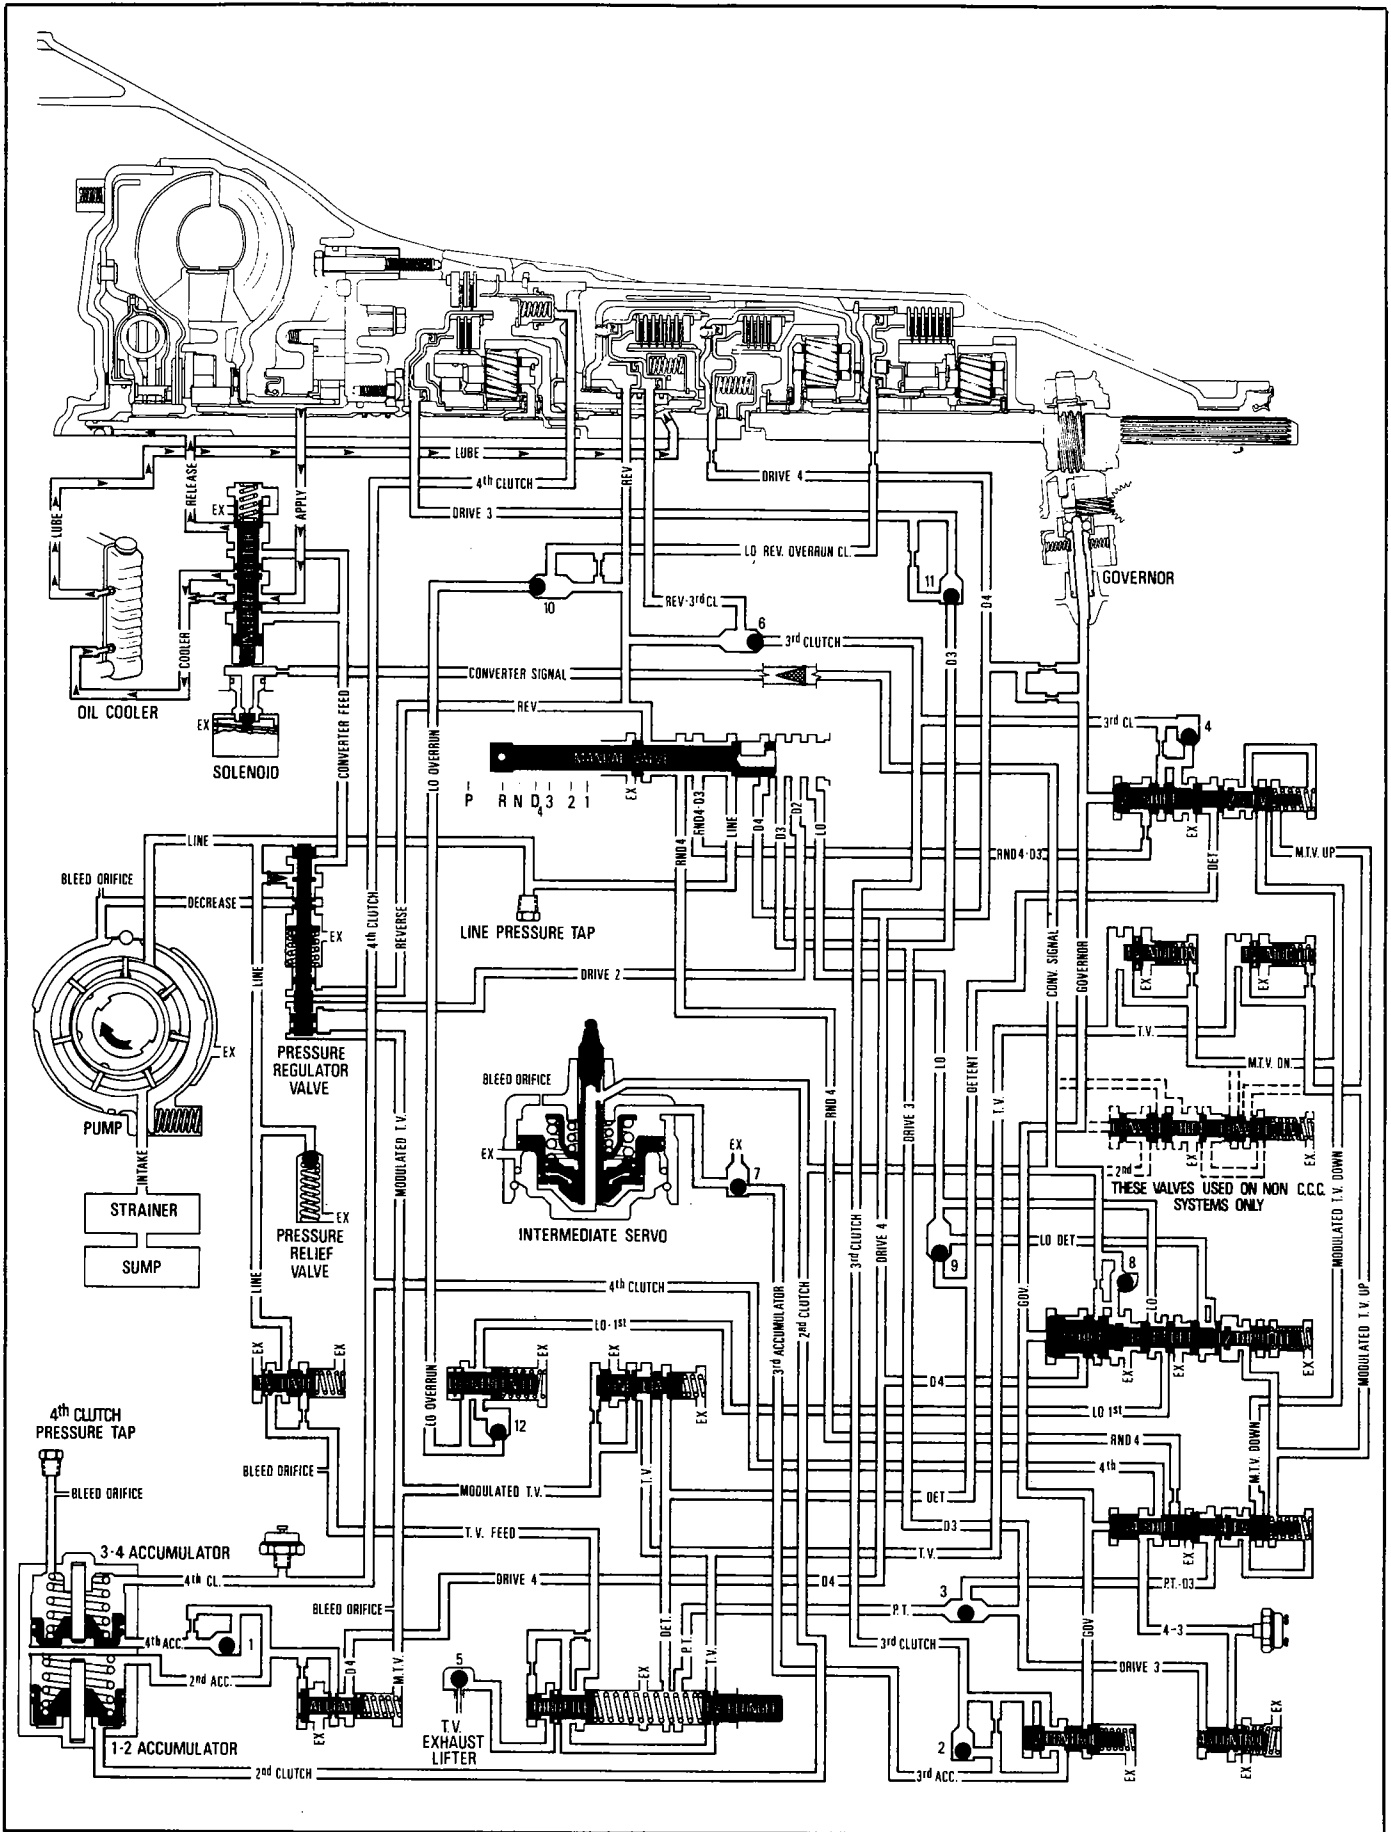 LUBE
4th CLUTCH
REV
DRIVE 4
DRIVE 3
RELEASE
APPLY
EX
LUBE
LO REV. OVERRUN CL.
11
GOVERNOR
10
REV-3rd CL
6
D4
COOLER
3rd CLUTCH
D3
CONVERTER SIGNAL
OIL COOLER
EX
CONVERTER FEED
LO OVERRUN
REV
3rd CL
4
SOLENOID
MANUAL VALVE
P R N D4 3 2 1
EX
RND4-D3
LINE
D4
D3
D2
LO
EX
LINE
RND4
RND4-D3
DET
M.T.V. UP
BLEED ORIFICE
DECREASE
EX
4th CLUTCH
REVERSE
LINE PRESSURE TAP
LINE
DRIVE 2
CONV. SIGNAL
GOVERNOR
EX
EX
T.V.
EX
PRESSURE
REGULATOR
VALVE
BLEED ORIFICE
LO
DETENT
M.T.V. DN.
PUMP
INTAKE
MODULATED T.V.
EX
EX
7
RND 4
DRIVE 3
T.V.
2nd
EX
EX
THESE VALVES USED ON NON C.C.C.
SYSTEMS ONLY
MODULATED T.V. DOWN
STRAINER
EX
PRESSURE
RELIEF
VALVE
INTERMEDIATE SERVO
3rd CLUTCH
DRIVE 4
LO DET
9
8
SUMP
LINE
4th CLUTCH
GOV.
LO
3rd ACCUMULATOR
2nd CLUTCH
LO-1st
MODULATED T.V. UP
EX
EX
EX
EX
EX
EX
EX
EX
LO OVERRUN
D4
4th CLUTCH
PRESSURE TAP
12
LO 1st
RND 4
M.T.V. DOWN
4th
BLEED ORIFICE
BLEED ORIFICE
MODULATED T.V.
T.V.
DET
T.V. FEED
D3
3-4 ACCUMULATOR
T.V.
EX
4th CL.
DRIVE 4
D4
P.T.-D3
3
BLEED ORIFICE
P.T.
4th ACC.
1
DET.
P.T.
3rd CLUTCH
GOV
4-3
2nd ACC.
D4
M.T.V.
5
EX
T.V.
DRIVE 3
T.V.
EXHAUST
LIFTER
EX
1-2 ACCUMULATOR
EX
2
2nd CLUTCH
3rd ACC.
EX
EX